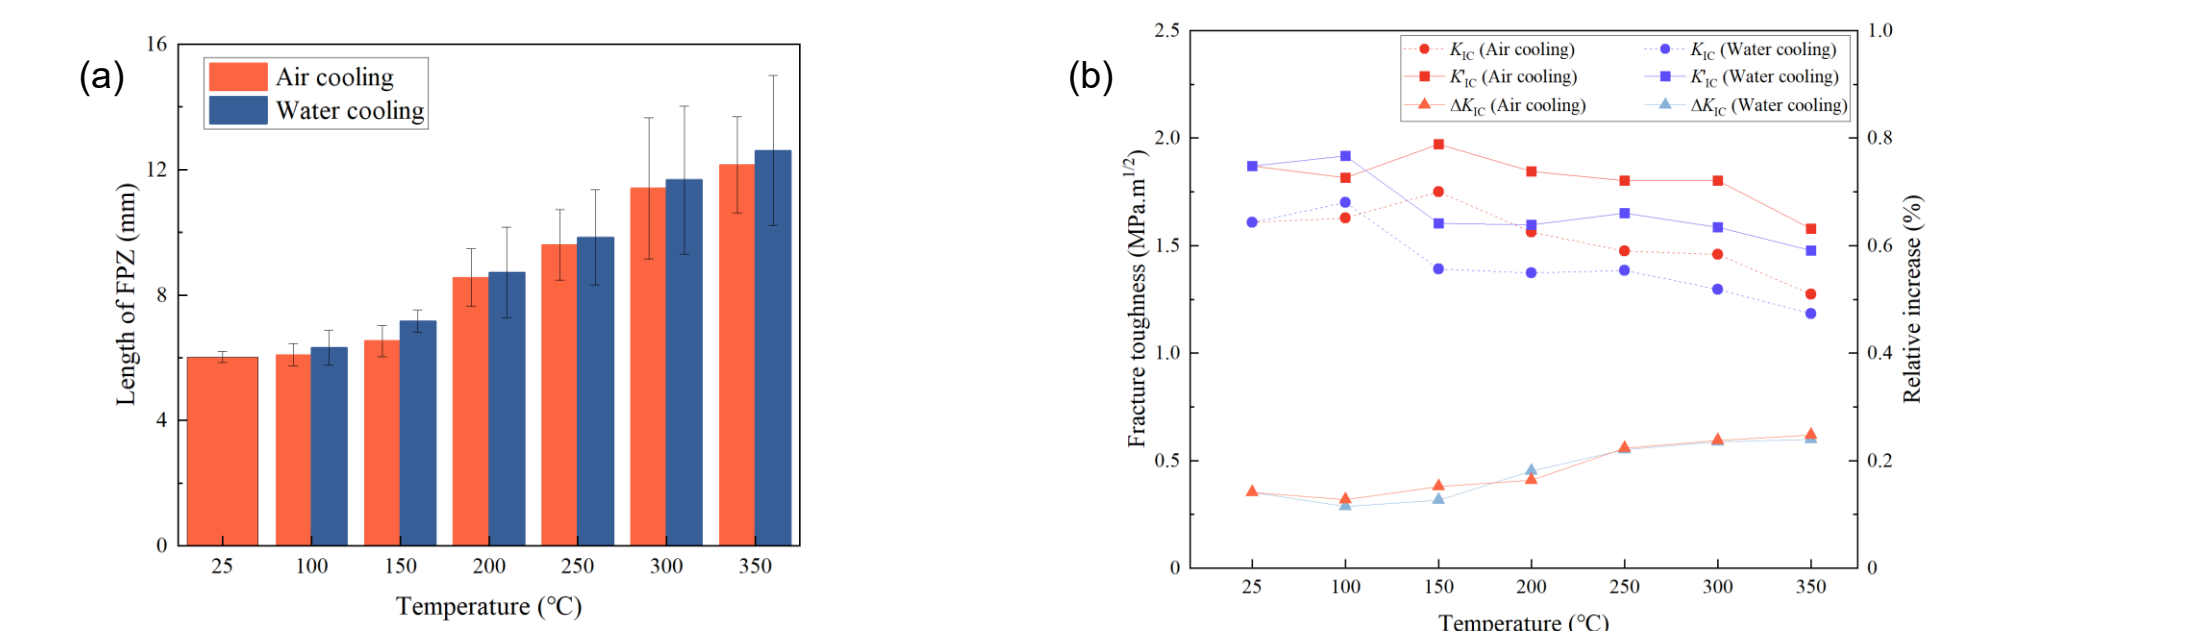 (a)
Air cooling
Water cooling
Length of FPZ (mm)
16
12
8
4
0
25 100 150 200 250 300 350
Temperature (℃)
(b)
K_IC (Air cooling) K_IC (Water cooling)
K'_IC (Air cooling) K'_IC (Water cooling)
ΔK_IC (Air cooling) ΔK_IC (Water cooling)
Fracture toughness (MPa.m^1/2)
2.5
2.0
1.5
1.0
0.5
0
1.0
0.8
0.6
0.4
0.2
0
Relative increase (%)
25 100 150 200 250 300 350
Temperature (℃)